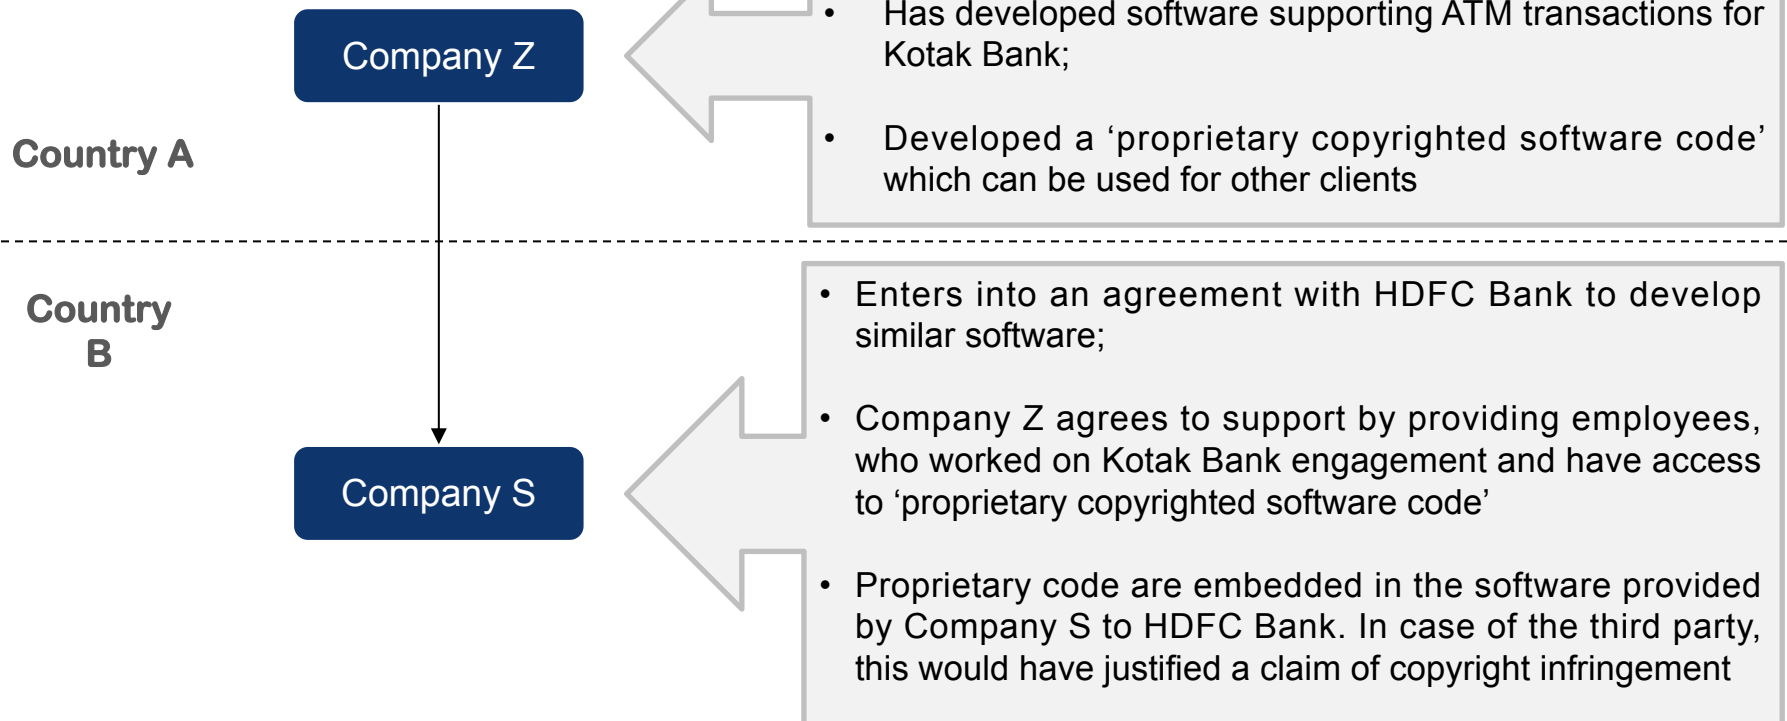 Company Z
• Has developed software supporting ATM transactions for
Kotak Bank;
• Developed a ‘proprietary copyrighted software code’
which can be used for other clients
Country A
Country
B
Company S
• Enters into an agreement with HDFC Bank to develop
similar software;
• Company Z agrees to support by providing employees,
who worked on Kotak Bank engagement and have access
to ‘proprietary copyrighted software code’
• Proprietary code are embedded in the software provided
by Company S to HDFC Bank. In case of the third party,
this would have justified a claim of copyright infringement